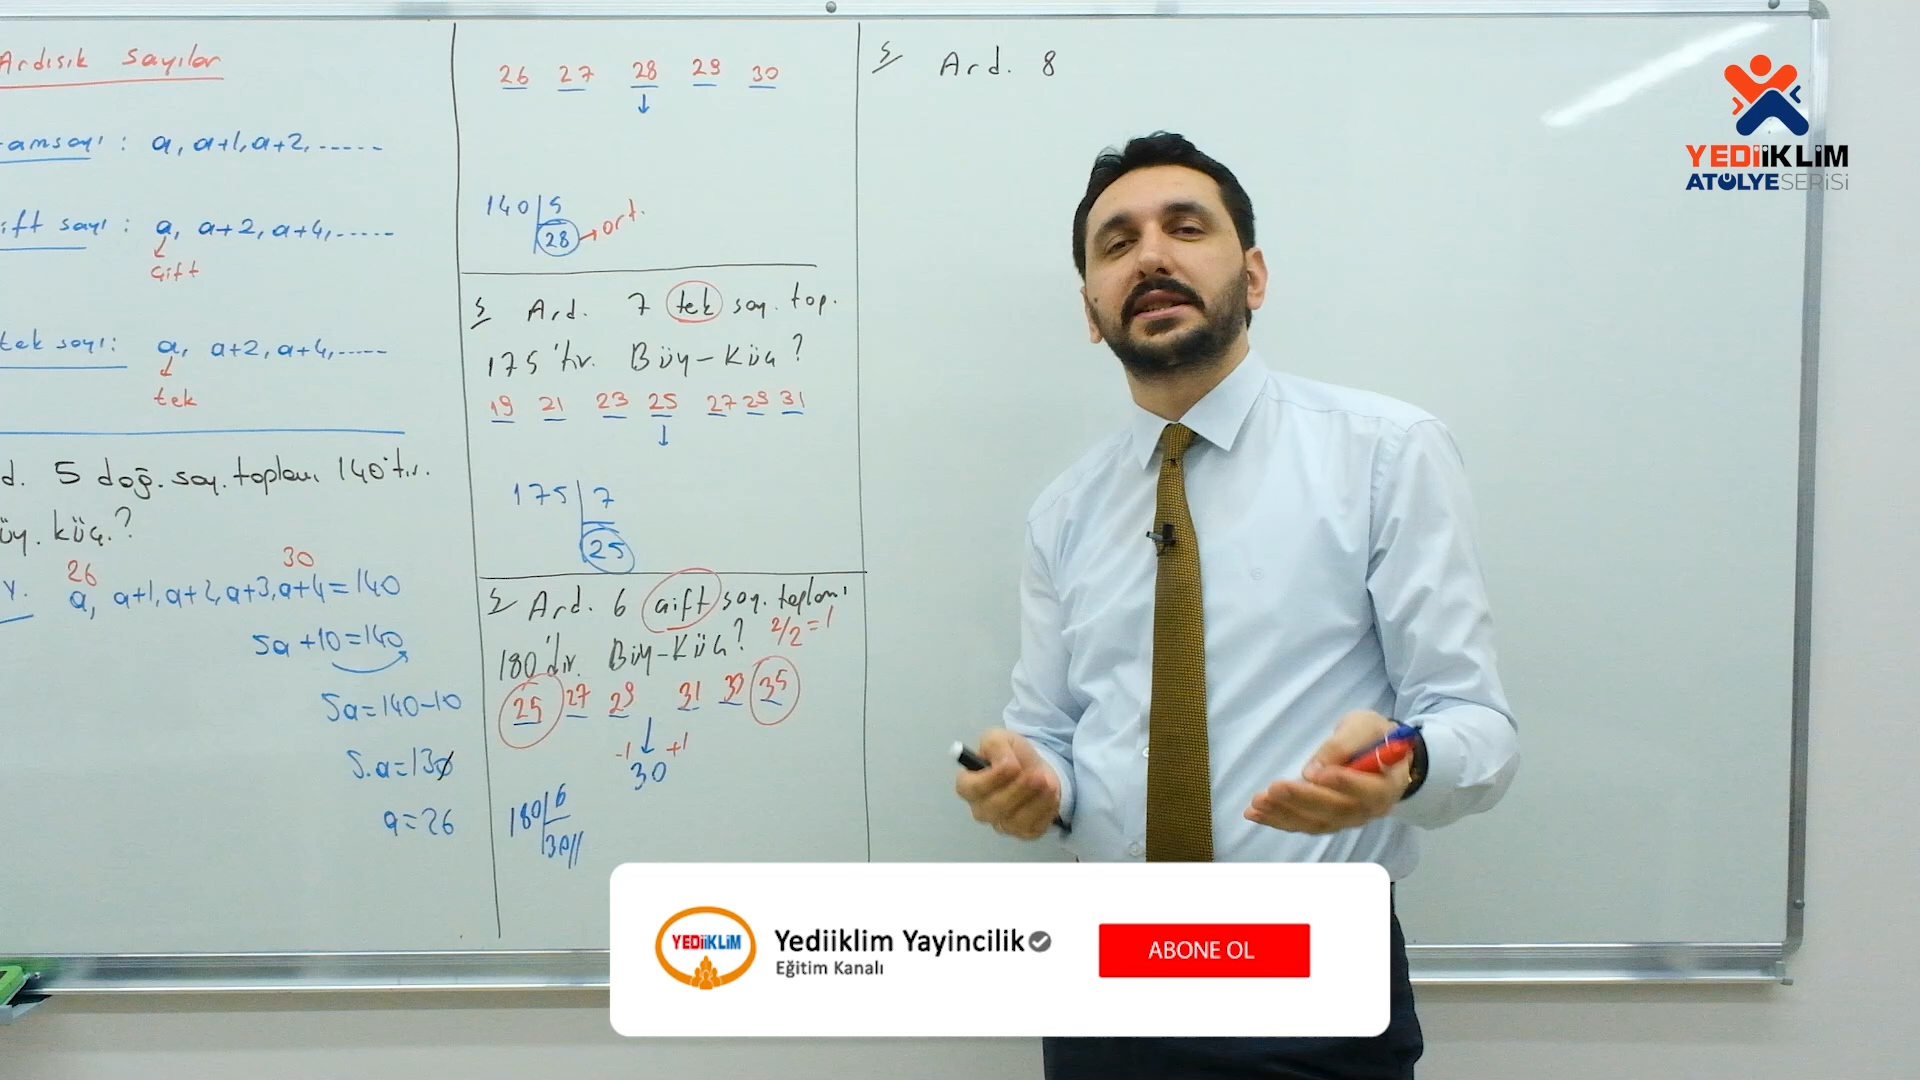 Ardışık Sayılar
amsayı : a, a+1, a+2, .....
ift sayı : a, a+2, a+4, .....
çift
tek sayı : a, a+2, a+4, .....
tek
d. 5 doğ. say. toplamı 140'tır.
üy. küç.?
26 30
Y. a, a+1, a+2, a+3, a+4 = 140
5a + 10 = 140
5a = 140 - 10
5.a = 130
a = 26
26 27 28 29 30
140 5
28 → ort.
Ş Ard. 7 tek say. top.
175'tir. Büy - Küç?
19 21 23 25 27 29 31
175 7
25
Ş Ard. 6 çift say. toplamı
180'dir. Büy - Küç? 2/2 = 1
25 27 29 31 33 35
-1 +1
30
180 6
30
Ş Ard. 8
YEDİİKLİM
ATÖLYE SERİSİ
YEDİİKLİM
Yediiklim Yayincilik
Eğitim Kanalı
ABONE OL